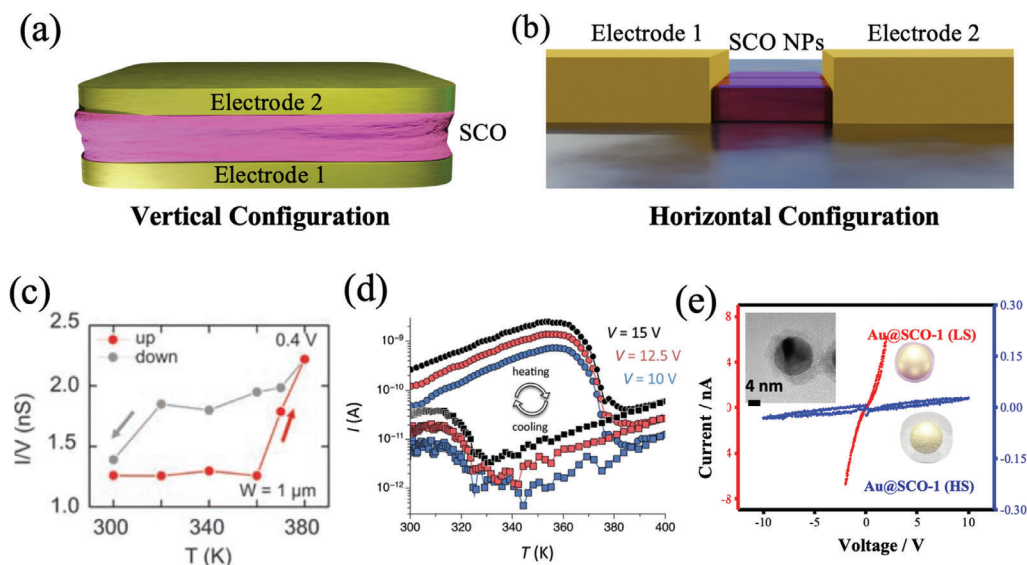 (a)
Electrode 2
SCO
Electrode 1
Vertical Configuration
(b)
Electrode 1 SCO NPs Electrode 2
Horizontal Configuration
(c)
2.5
2.0
1.5
1.0
I/V (nS)
up
down
0.4 V
W = 1 μm
300 320 340 360 380
T (K)
(d)
10⁻⁹
10⁻¹⁰
10⁻¹¹
10⁻¹²
I (A)
V = 15 V
V = 12.5 V
V = 10 V
heating
cooling
300 320 340 360 380 400
T (K)
(e)
8
4
0
4
-8
Current / nA
4 nm
Au@SCO-1 (LS)
Au@SCO-1 (HS)
0.30
0.15
0.00
-0.15
-0.30
-10 -5 0 5 10
Voltage / V